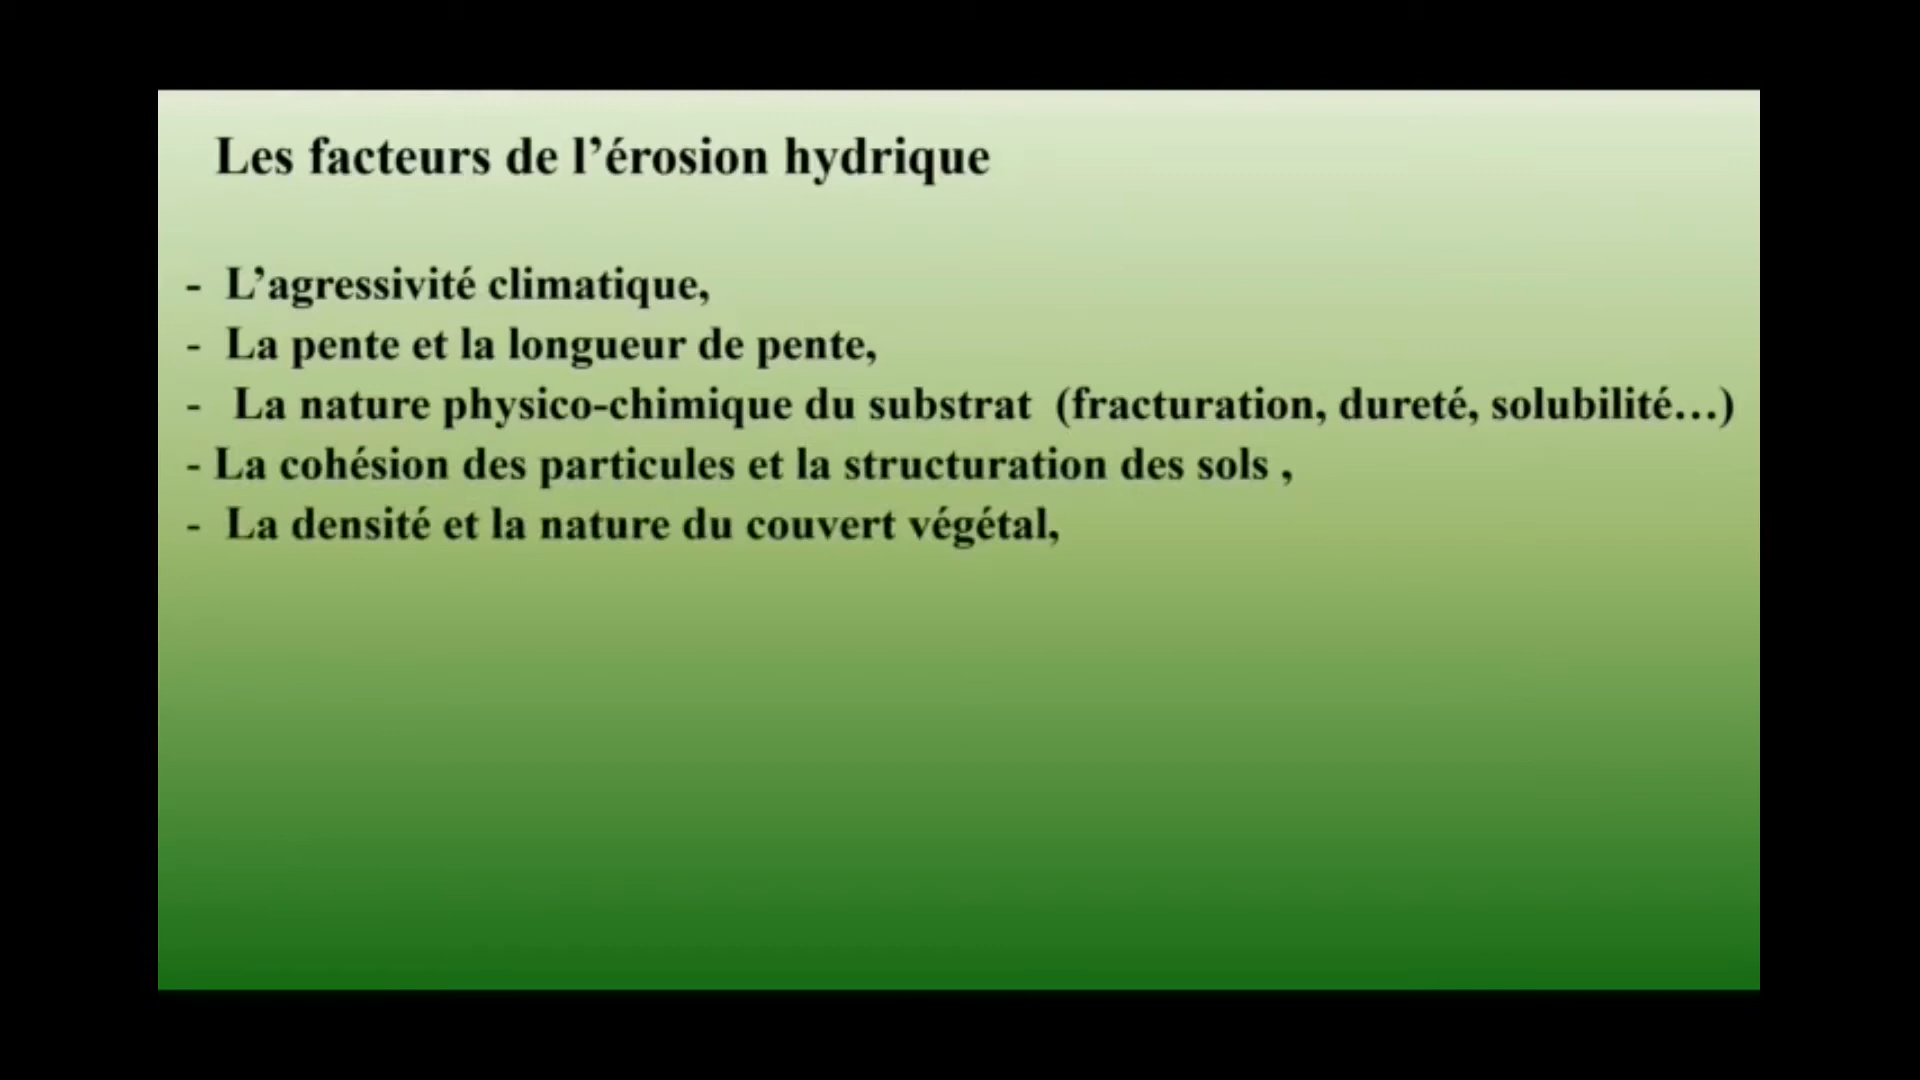 Les facteurs de l’érosion hydrique
- L’agressivité climatique,
- La pente et la longueur de pente,
- La nature physico-chimique du substrat (fracturation, dureté, solubilité…)
- La cohésion des particules et la structuration des sols ,
- La densité et la nature du couvert végétal,